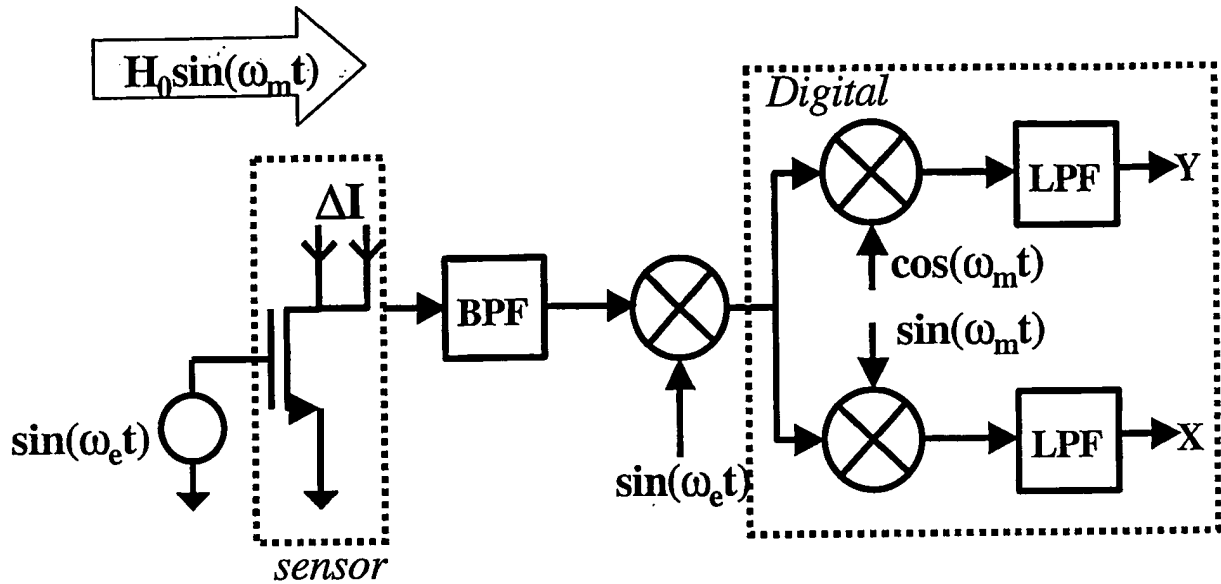 H₀sin(ωₘt)
Digital
ΔI
LPF
Y
cos(ωₘt)
BPF
sin(ωₘt)
sin(ωₑt)
sin(ωₑt)
LPF
X
sensor